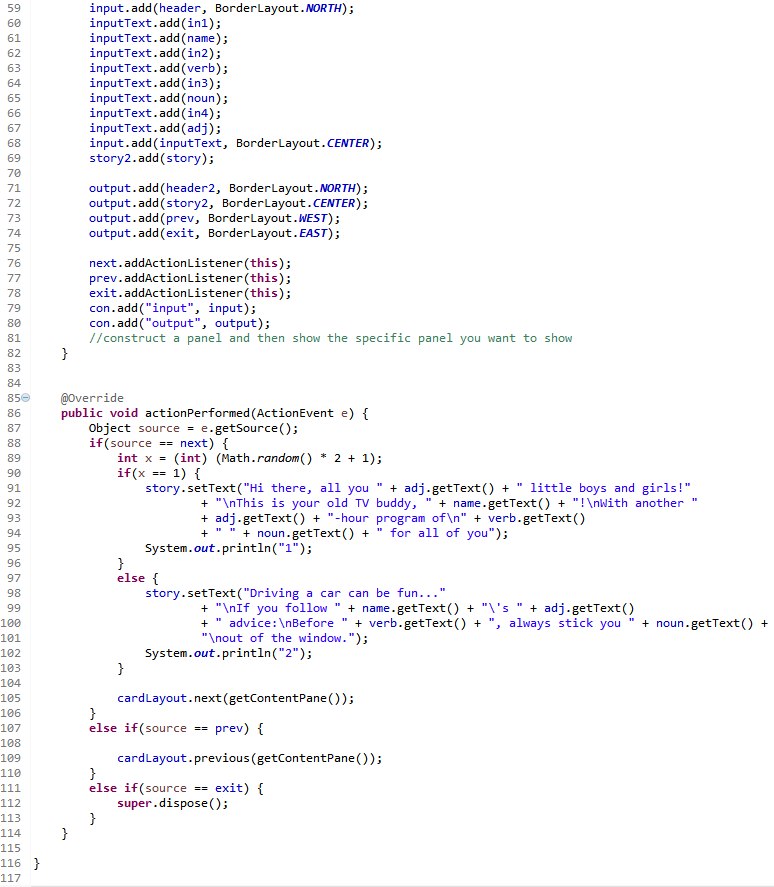 59 input.add(header, BorderLayout.NORTH);
60 inputText.add(in1);
61 inputText.add(name);
62 inputText.add(in2);
63 inputText.add(verb);
64 inputText.add(in3);
65 inputText.add(noun);
66 inputText.add(in4);
67 inputText.add(adj);
68 input.add(inputText, BorderLayout.CENTER);
69 story2.add(story);
70
71 output.add(header2, BorderLayout.NORTH);
72 output.add(story2, BorderLayout.CENTER);
73 output.add(prev, BorderLayout.WEST);
74 output.add(exit, BorderLayout.EAST);
75
76 next.addActionListener(this);
77 prev.addActionListener(this);
78 exit.addActionListener(this);
79 con.add("input", input);
80 con.add("output", output);
81 //construct a panel and then show the specific panel you want to show
82 }
83
84
85 @Override
86 public void actionPerformed(ActionEvent e) {
87 Object source = e.getSource();
88 if(source == next) {
89 int x = (int) (Math.random() * 2 + 1);
90 if(x == 1) {
91 story.setText("Hi there, all you " + adj.getText() + " little boys and girls!"
92 + "\nThis is your old TV buddy, " + name.getText() + "!\nWith another "
93 + adj.getText() + "-hour program of\n" + verb.getText()
94 + " " + noun.getText() + " for all of you");
95 System.out.println("1");
96 }
97 else {
98 story.setText("Driving a car can be fun..."
99 + "\nIf you follow " + name.getText() + "\'s " + adj.getText()
100 + " advice:\nBefore " + verb.getText() + ", always stick you " + noun.getText() +
101 "\nout of the window.");
102 System.out.println("2");
103 }
104
105 cardLayout.next(getContentPane());
106 }
107 else if(source == prev) {
108
109 cardLayout.previous(getContentPane());
110 }
111 else if(source == exit) {
112 super.dispose();
113 }
114 }
115
116 }
117